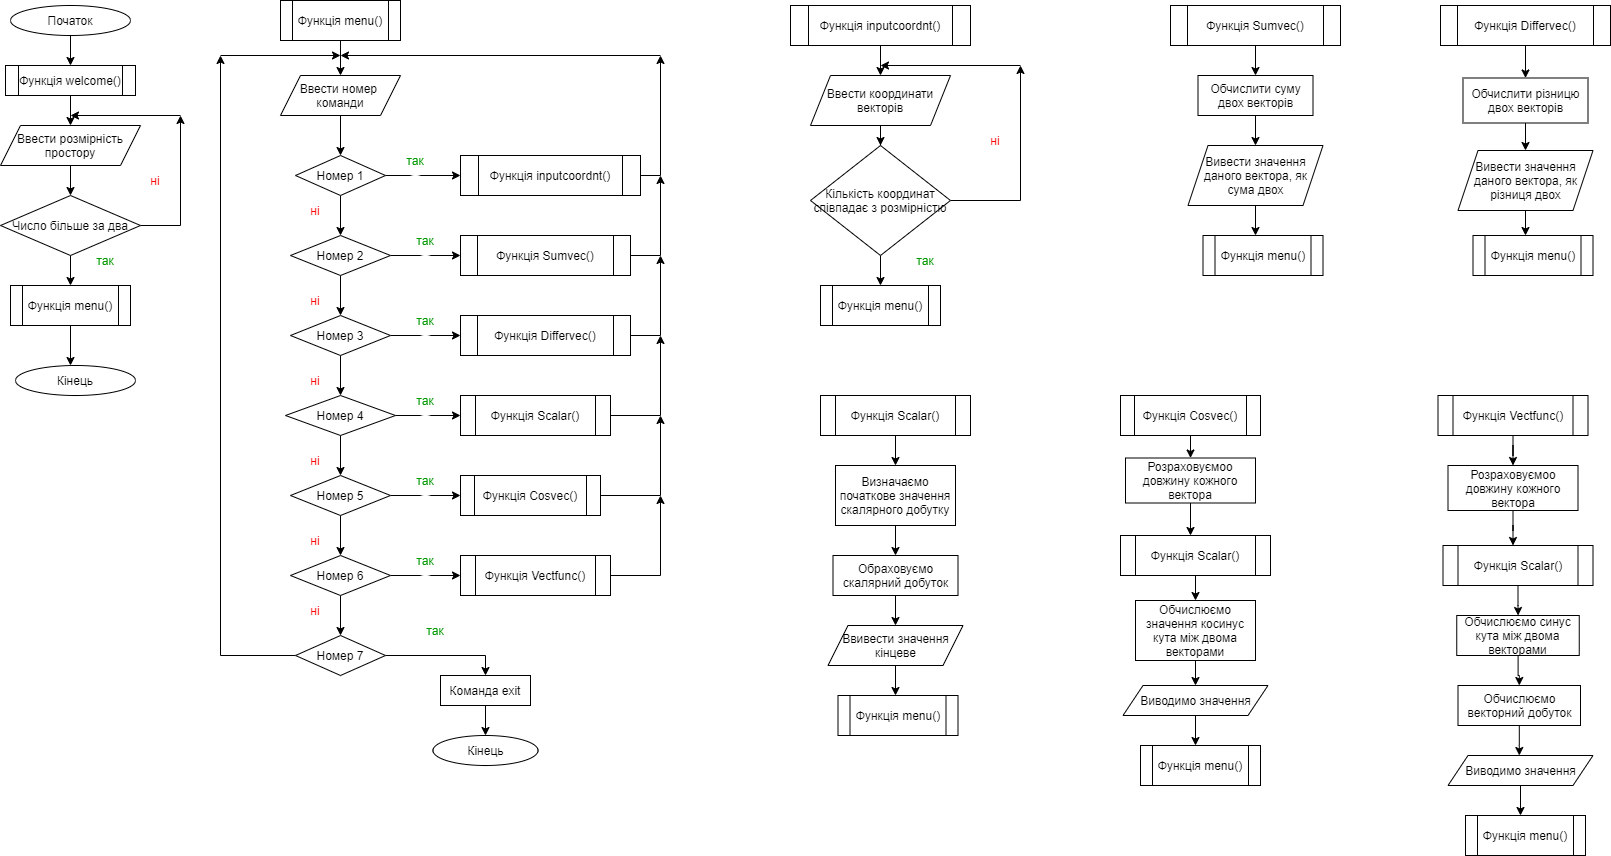 Початок
Функція welcome()
Ввести розмірність
простору
ні
Число більше за два
так
Функція menu()
Кінець
Функція menu()
Ввести номер
команди
Номер 1
так
Функція inputcoordnt()
ні
Номер 2
так
Функція Sumvec()
ні
Номер 3
так
Функція Differvec()
ні
Номер 4
так
Функція Scalar()
ні
Номер 5
так
Функція Cosvec()
ні
Номер 6
так
Функція Vectfunc()
ні
Номер 7
так
Команда exit
Кінець
Функція inputcoordnt()
Ввести координати
векторів
ні
Кількість координат
співпадає з розмірністю
так
Функція menu()
Функція Sumvec()
Обчислити суму
двох векторів
Вивести значення
даного вектора, як
сума двох
Функція menu()
Функція Differvec()
Обчислити різницю
двох векторів
Вивести значення
даного вектора, як
різниця двох
Функція menu()
Функція Scalar()
Визначаємо
початкове значення
скалярного добутку
Обраховуємо
скалярний добуток
Ввивести значення
кінцеве
Функція menu()
Функція Cosvec()
Розраховуємоо
довжину кожного
вектора
Функція Scalar()
Обчислюємо
значення косинус
кута між двома
векторами
Виводимо значення
Функція menu()
Функція Vectfunc()
Розраховуємоо
довжину кожного
вектора
Функція Scalar()
Обчислюємо синус
кута між двома
векторами
Обчислюємо
векторний добуток
Виводимо значення
Функція menu()